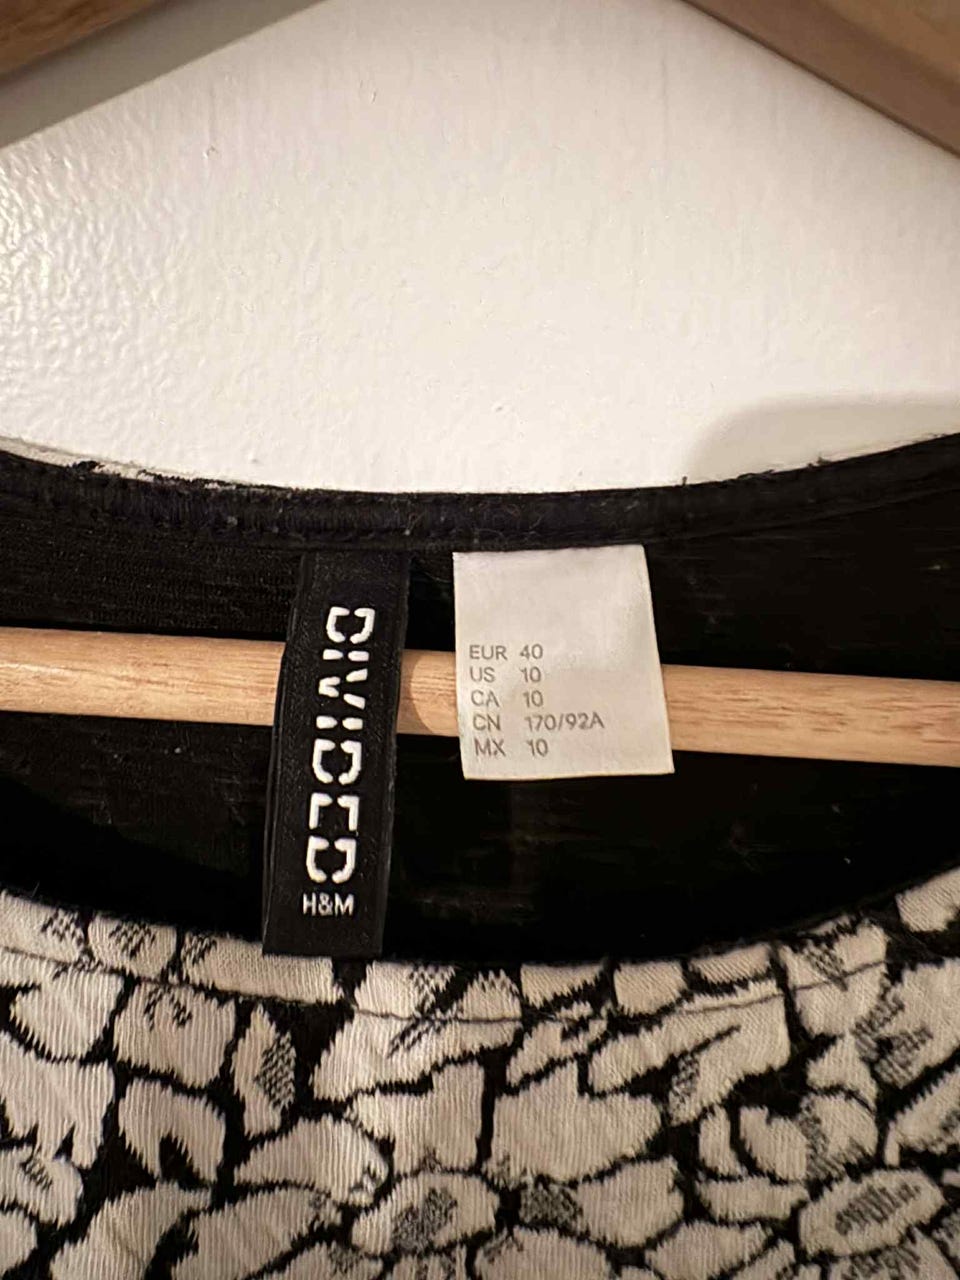 DIVIDED
H&M
EUR 40
US 10
CA 10
CN 170/92A
MX 10